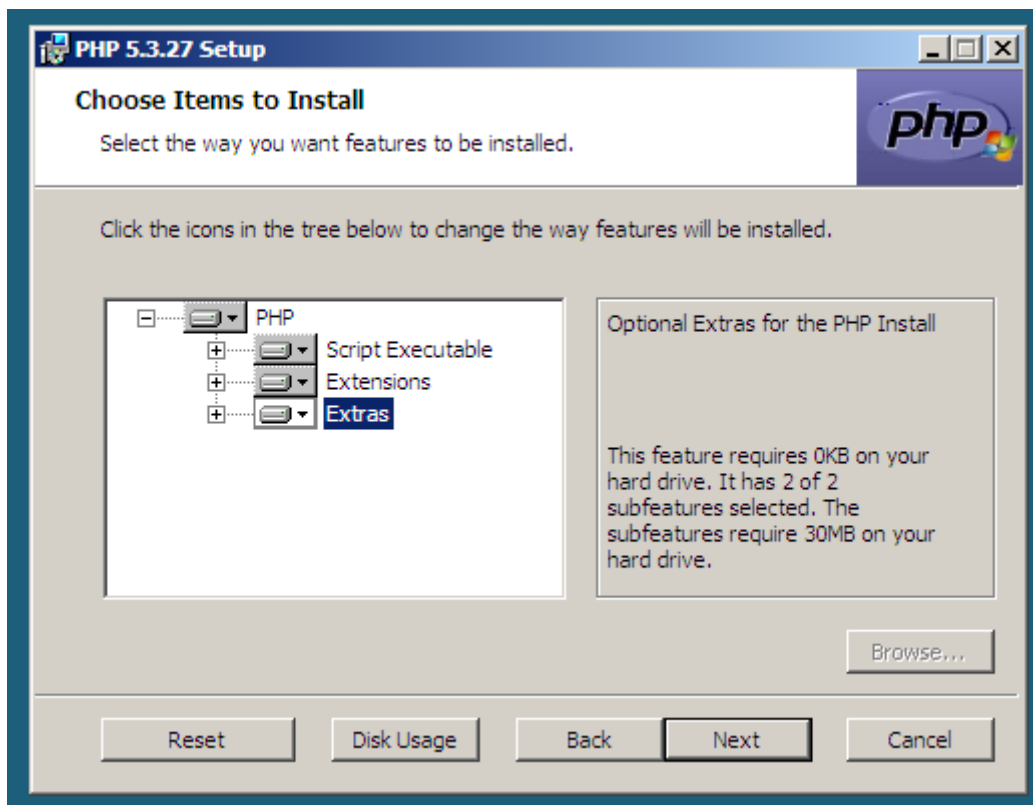 PHP 5.3.27 Setup
Choose Items to Install
Select the way you want features to be installed.
php
Click the icons in the tree below to change the way features will be installed.
PHP
Script Executable
Extensions
Extras
Optional Extras for the PHP Install
This feature requires 0KB on your
hard drive. It has 2 of 2
subfeatures selected. The
subfeatures require 30MB on your
hard drive.
Browse...
Reset
Disk Usage
Back
Next
Cancel